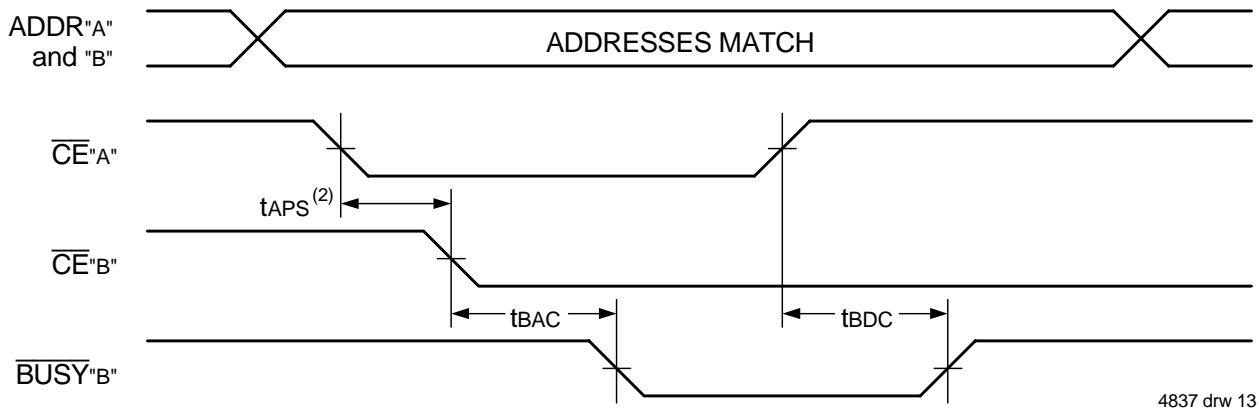 ADDR"A"
and "B"
ADDRESSES MATCH
CE"A"
tAPS (2)
CE"B"
tBAC
tBDC
BUSY"B"
4837 drw 13